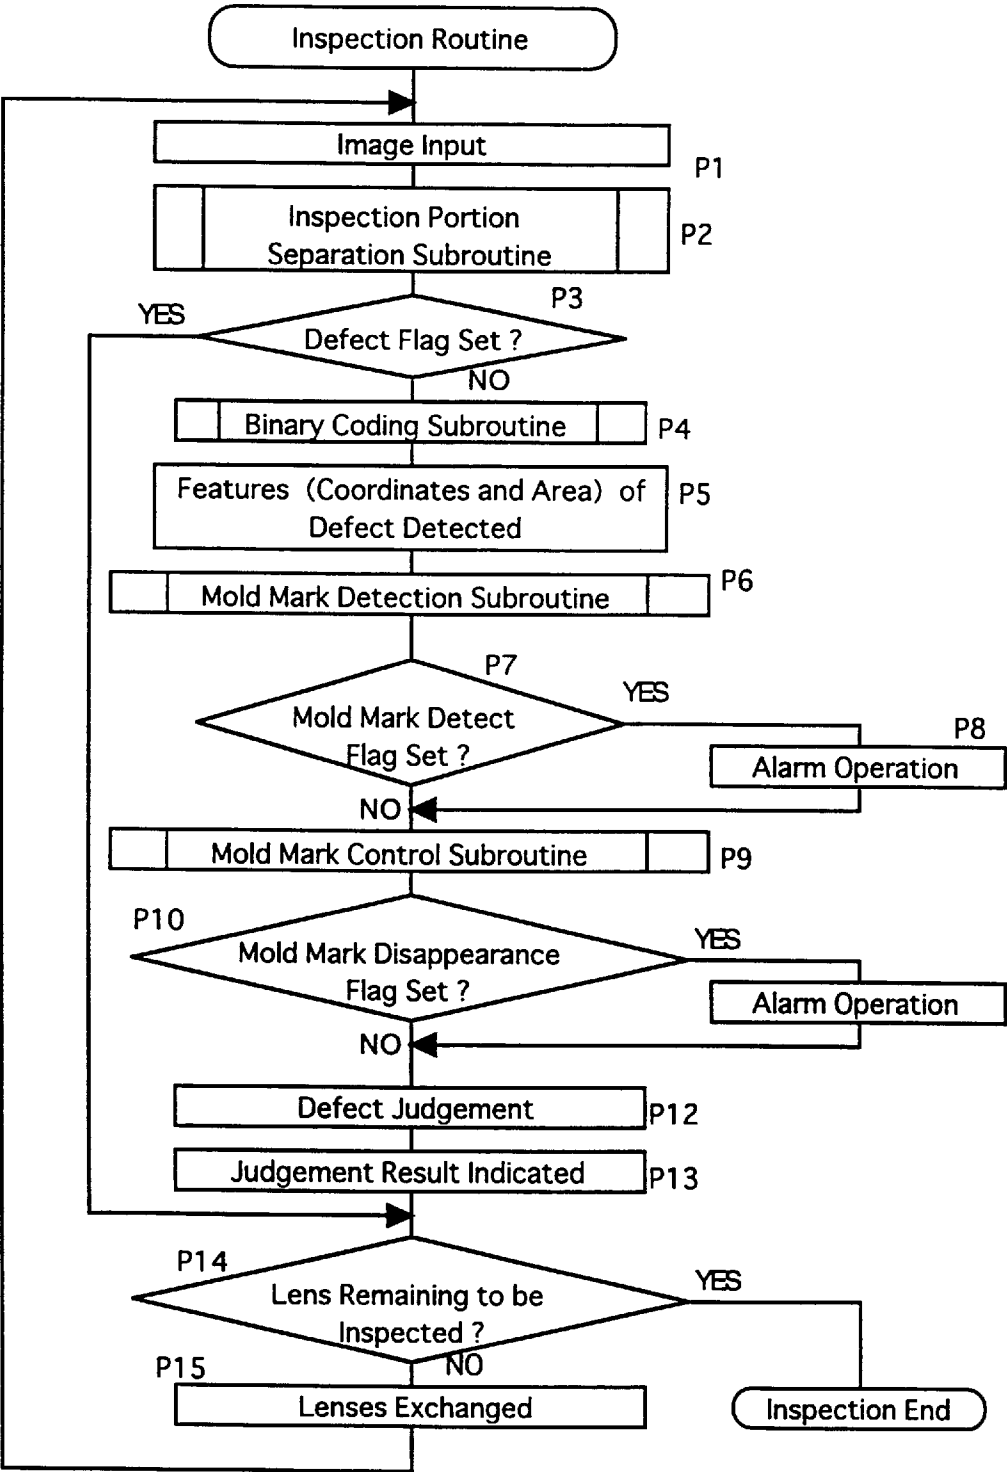 Inspection Routine
Image Input
P1
Inspection Portion
Separation Subroutine
P2
P3
YES
Defect Flag Set ?
NO
Binary Coding Subroutine
P4
Features (Coordinates and Area) of
Defect Detected
P5
P6
Mold Mark Detection Subroutine
P7
YES
Mold Mark Detect
Flag Set ?
P8
Alarm Operation
NO
Mold Mark Control Subroutine
P9
P10
YES
Mold Mark Disappearance
Flag Set ?
Alarm Operation
NO
Defect Judgement
P12
Judgement Result Indicated
P13
P14
YES
Lens Remaining to be
Inspected ?
NO
P15
Lenses Exchanged
Inspection End